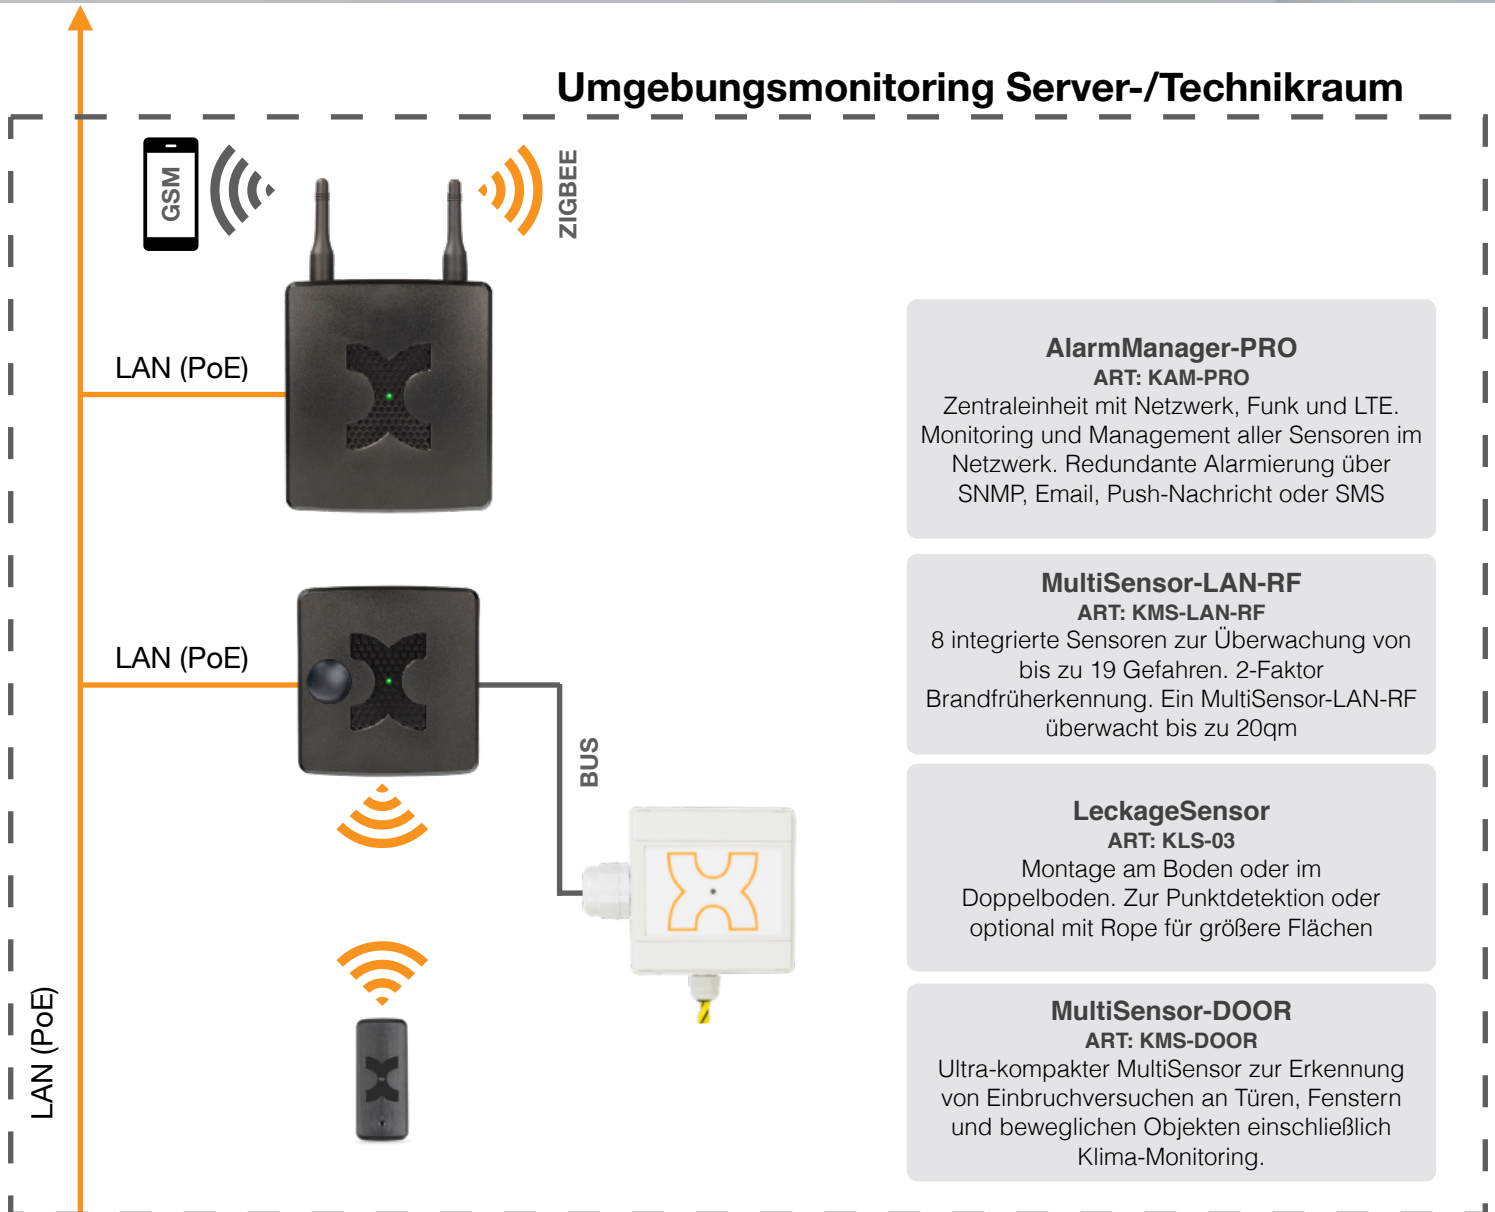 Umgebungsmonitoring Server-/Technikraum
GSM
ZIGBEE
LAN (PoE)
AlarmManager-PRO
ART: KAM-PRO
Zentraleinheit mit Netzwerk, Funk und LTE.
Monitoring und Management aller Sensoren im
Netzwerk. Redundante Alarmierung über
SNMP, Email, Push-Nachricht oder SMS
LAN (PoE)
BUS
MultiSensor-LAN-RF
ART: KMS-LAN-RF
8 integrierte Sensoren zur Überwachung von
bis zu 19 Gefahren. 2-Faktor
Brandfrüherkennung. Ein MultiSensor-LAN-RF
überwacht bis zu 20qm
LeckageSensor
ART: KLS-03
Montage am Boden oder im
Doppelboden. Zur Punktdetektion oder
optional mit Rope für größere Flächen
LAN (PoE)
MultiSensor-DOOR
ART: KMS-DOOR
Ultra-kompakter MultiSensor zur Erkennung
von Einbruchversuchen an Türen, Fenstern
und beweglichen Objekten einschließlich
Klima-Monitoring.